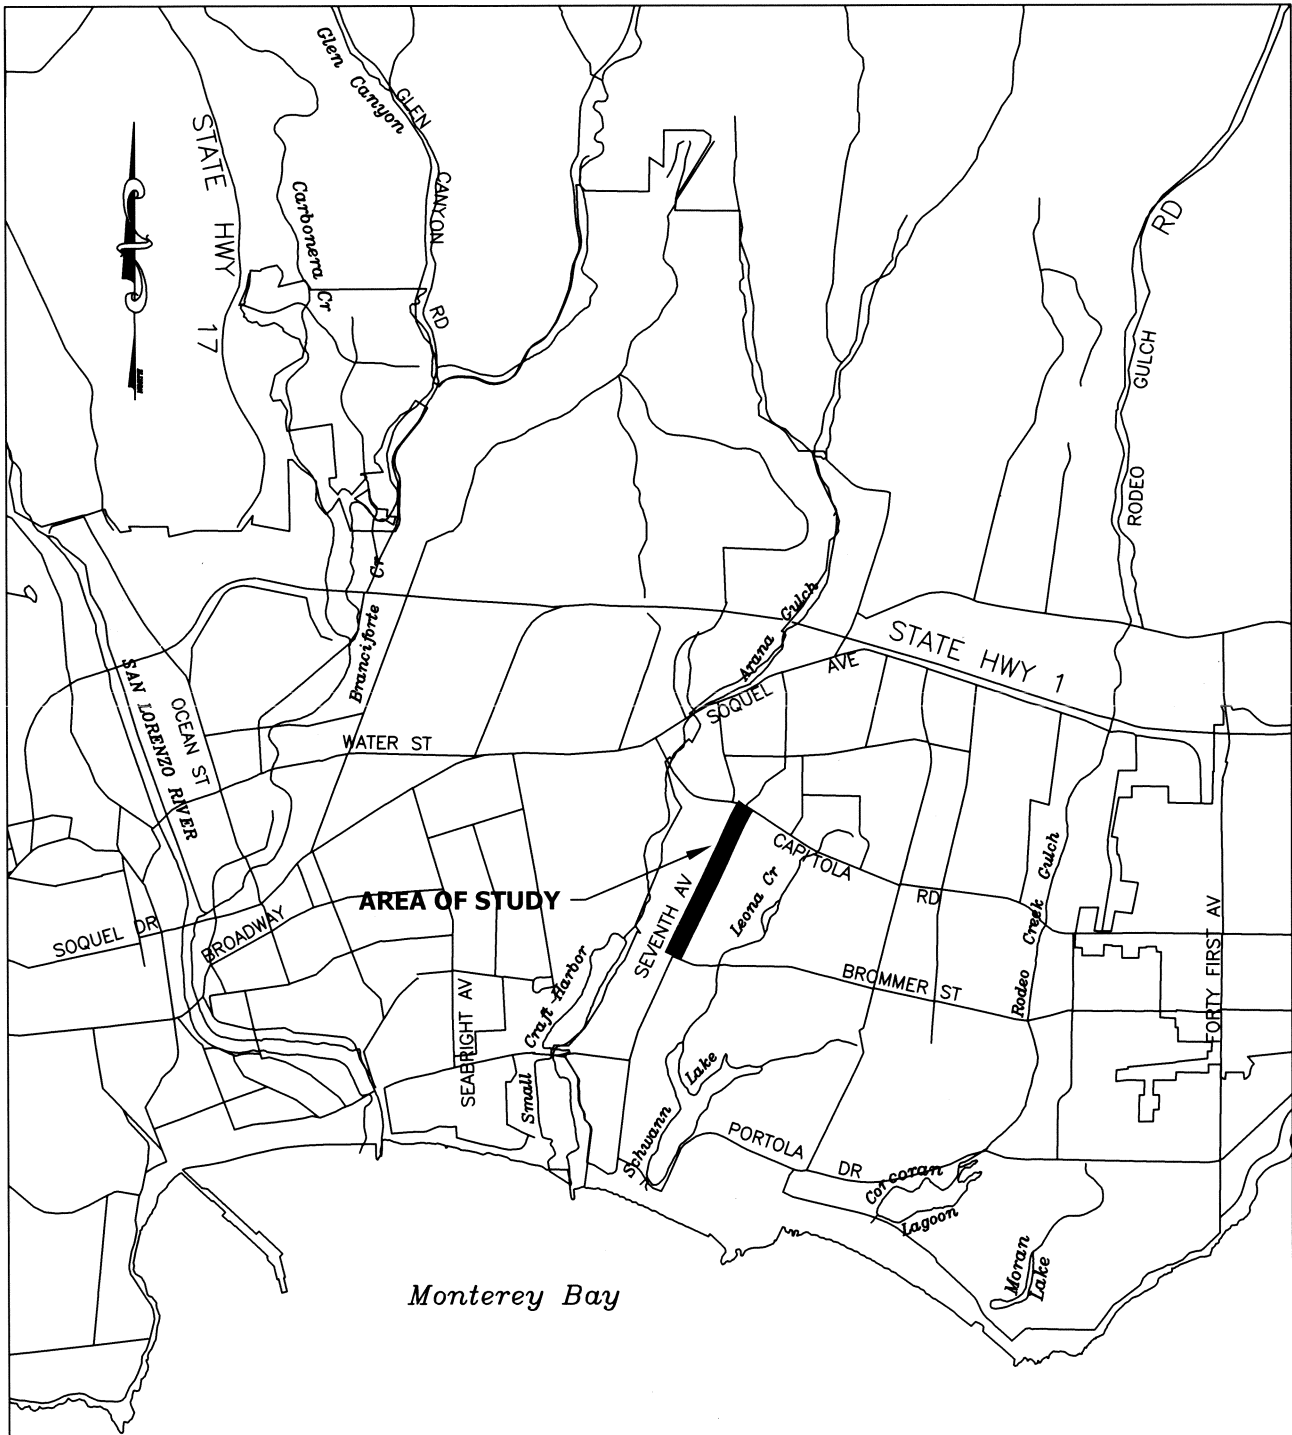 Glen Canyon
GLEN CANYON RD
STATE HWY 17
Carbonera Cr
RD
GULCH
RODEO
Branciforte Cr
Arana Gulch
STATE HWY 1
SOQUEL AVE
SAN LORENZO RIVER
OCEAN ST
WATER ST
CAPITOLA RD
AREA OF STUDY
SEVENTH AV
Leona Cr
Rodeo Creek Gulch
SOQUEL DR
BROADWAY
FORTY FIRST AV
BROMMER ST
SEABRIGHT AV
Small Craft Harbor
Schwann Lake
PORTOLA DR
Corcoran
Lagoon
Moran
Lake
Monterey Bay